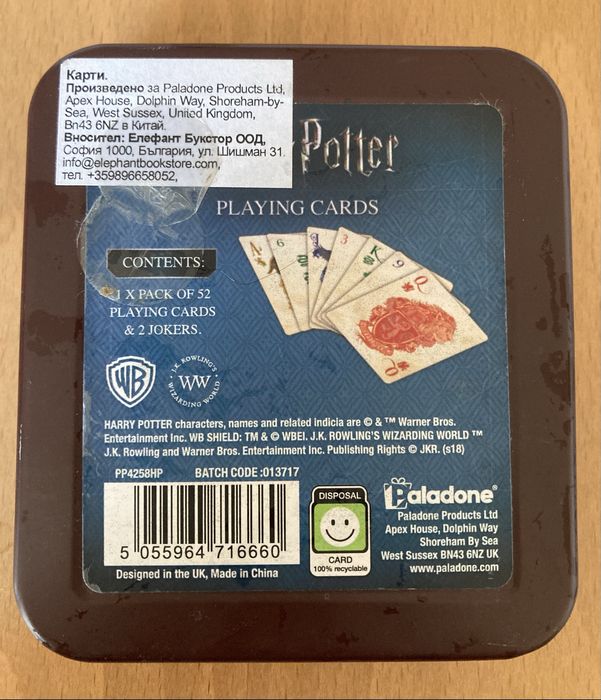 Карти.
Произведено за Paladone Products Ltd,
Apex House, Dolphin Way, Shoreham-by-
Sea, West Sussex, United Kingdom,
Bn43 6NZ в Китай.
Вносител: Елефант Букстор ООД,
София 1000, България, ул. Шишман 31.
info@elephantbookstore.com,
тел. +359896658052,
Potter
PLAYING CARDS
6
3
K
9
Q
Q
CONTENTS:
1 X PACK OF 52
PLAYING CARDS
& 2 JOKERS.
WB
J.K. ROWLING'S
WW
WIZARDING WORLD
HARRY POTTER characters, names and related indicia are © & ™ Warner Bros.
Entertainment Inc. WB SHIELD: TM & © WBEI. J.K. ROWLING'S WIZARDING WORLD ™
J.K. Rowling and Warner Bros. Entertainment Inc. Publishing Rights © JKR. (s18)
PP4258HP BATCH CODE :013717
5 055964 716660
Designed in the UK, Made in China
DISPOSAL
CARD
100% recyclable
Paladone®
Paladone Products Ltd
Apex House, Dolphin Way
Shoreham By Sea
West Sussex BN43 6NZ UK
www.paladone.com